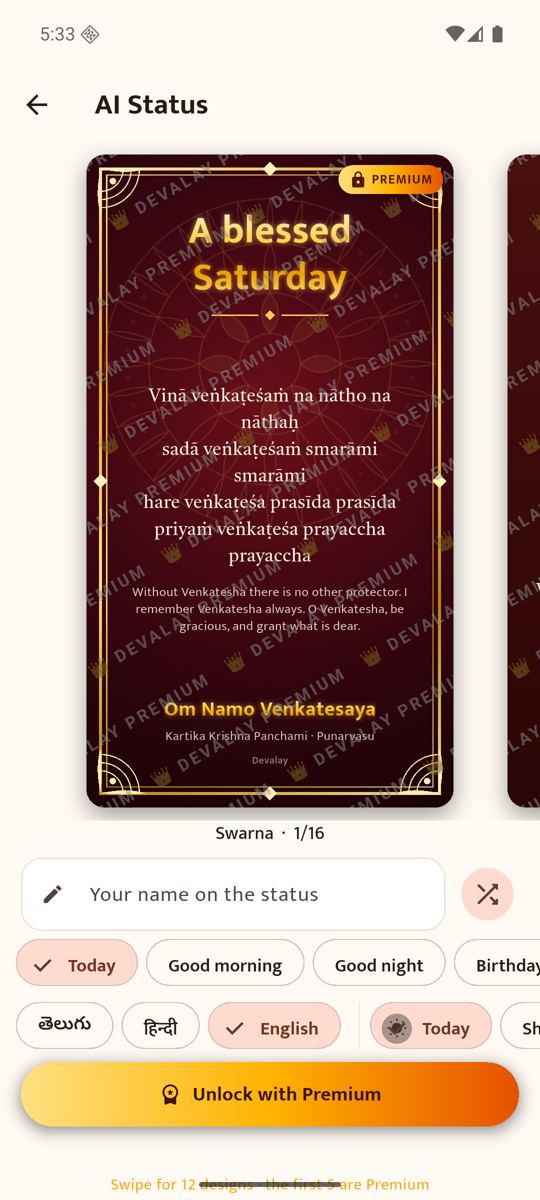 5:33
AI Status
PREMIUM
A blessed
Saturday
Vinā veṅkaṭeśaṁ na nātho na
nāthaḥ
sadā veṅkaṭeśaṁ smarāmi
smarāmi
hare veṅkaṭeśa prasīda prasīda
priyaṁ veṅkaṭeśa prayaccha
prayaccha
Without Venkatesha there is no other protector. I
remember Venkatesha always. O Venkatesha, be
gracious, and grant what is dear.
Om Namo Venkatesaya
Kartika Krishna Panchami · Punarvasu
Devalay
DEVALAY PREMIUM
Swarna · 1/16
Your name on the status
Today
Good morning
Good night
Birthday
తెలుగు
हिन्दी
English
Today
Sh
Unlock with Premium
Swipe for 12 designs · the first 5 are Premium